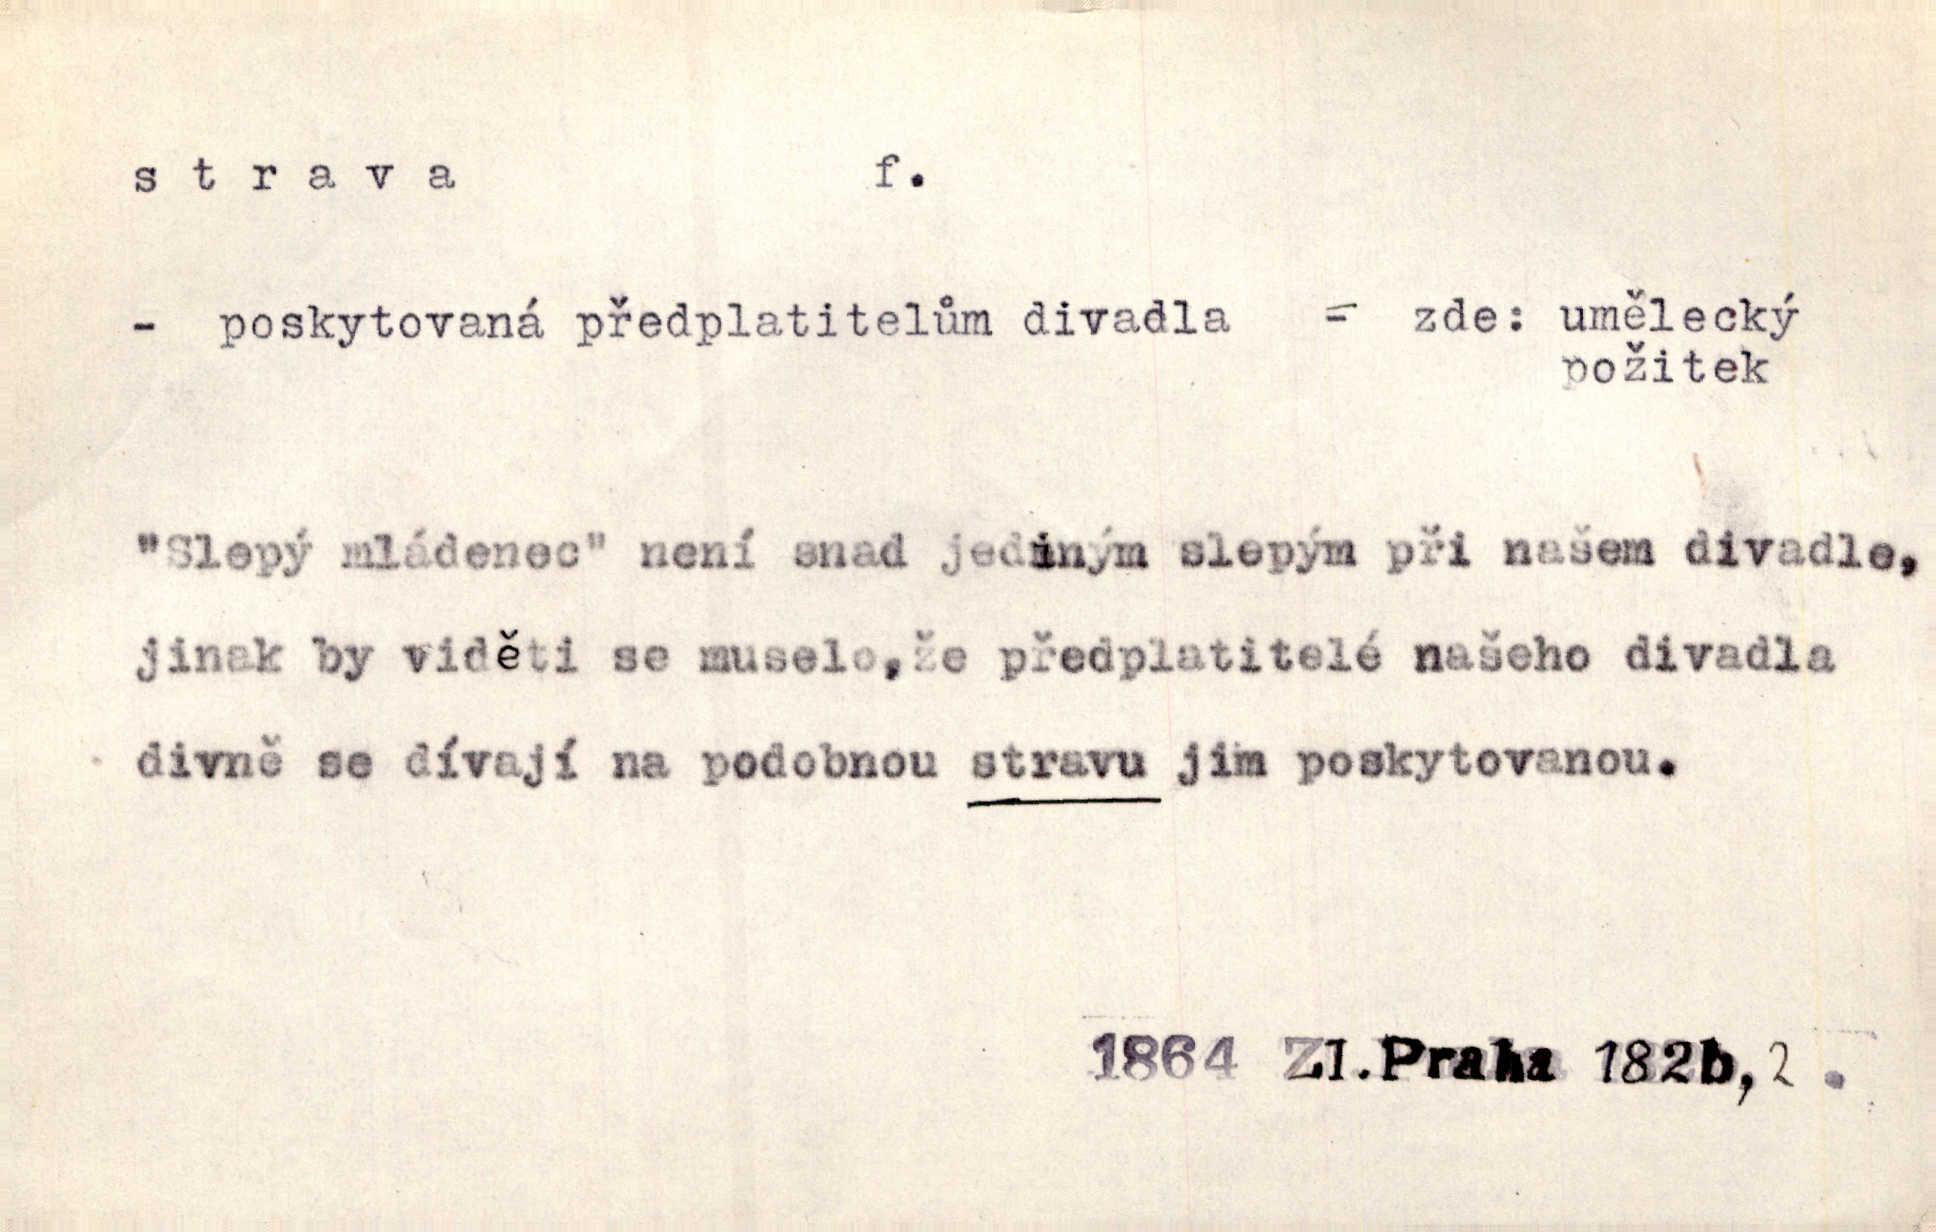 s t r a v a f.
- poskytovaná předplatitelům divadla = zde: umělecký
požitek
"Slepý mládenec" není snad jediným slepým při našem divadle,
jinak by viděti se muselo,že předplatitelé našeho divadla
divně se dívají na podobnou stravu jim poskytovanou.
1864 Zl.Praha 182b,2.